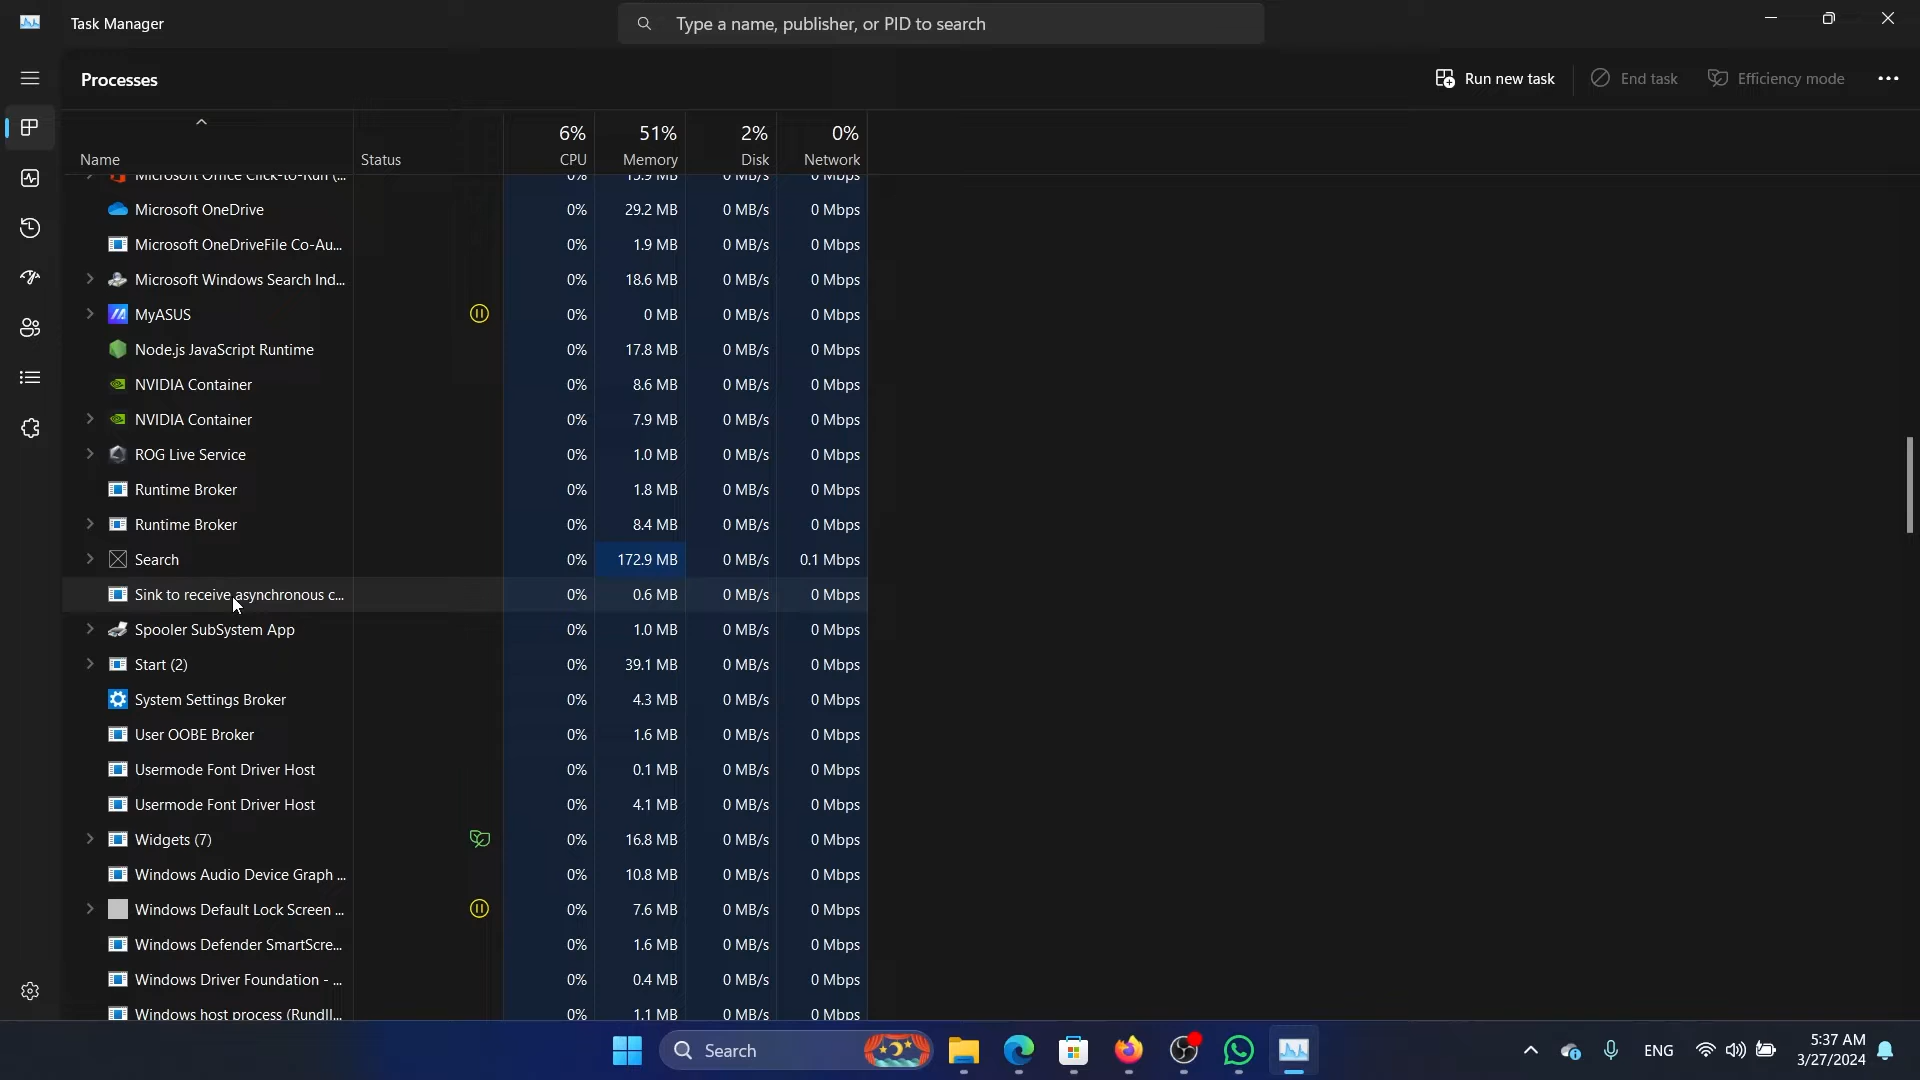 Task Manager
Type a name, publisher, or PID to search
Processes
Run new task
End task
Efficiency mode
6% 51% 2% 0%
Name Status CPU Memory Disk Network
Microsoft Office Click-to-Run (... 0% 15.9 MB 0 MB/s 0 Mbps
Microsoft OneDrive 0% 29.2 MB 0 MB/s 0 Mbps
Microsoft OneDriveFile Co-Au... 0% 1.9 MB 0 MB/s 0 Mbps
Microsoft Windows Search Ind... 0% 18.6 MB 0 MB/s 0 Mbps
MyASUS 0% 0 MB 0 MB/s 0 Mbps
Node.js JavaScript Runtime 0% 17.8 MB 0 MB/s 0 Mbps
NVIDIA Container 0% 8.6 MB 0 MB/s 0 Mbps
NVIDIA Container 0% 7.9 MB 0 MB/s 0 Mbps
ROG Live Service 0% 1.0 MB 0 MB/s 0 Mbps
Runtime Broker 0% 1.8 MB 0 MB/s 0 Mbps
Runtime Broker 0% 8.4 MB 0 MB/s 0 Mbps
Search 0% 172.9 MB 0 MB/s 0.1 Mbps
Sink to receive asynchronous c... 0% 0.6 MB 0 MB/s 0 Mbps
Spooler SubSystem App 0% 1.0 MB 0 MB/s 0 Mbps
Start (2) 0% 39.1 MB 0 MB/s 0 Mbps
System Settings Broker 0% 4.3 MB 0 MB/s 0 Mbps
User OOBE Broker 0% 1.6 MB 0 MB/s 0 Mbps
Usermode Font Driver Host 0% 0.1 MB 0 MB/s 0 Mbps
Usermode Font Driver Host 0% 4.1 MB 0 MB/s 0 Mbps
Widgets (7) 0% 16.8 MB 0 MB/s 0 Mbps
Windows Audio Device Graph ... 0% 10.8 MB 0 MB/s 0 Mbps
Windows Default Lock Screen ... 0% 7.6 MB 0 MB/s 0 Mbps
Windows Defender SmartScre... 0% 1.6 MB 0 MB/s 0 Mbps
Windows Driver Foundation - ... 0% 0.4 MB 0 MB/s 0 Mbps
Windows host process (Rundll... 0% 1.1 MB 0 MB/s 0 Mbps
Search
ENG
5:37 AM
3/27/2024